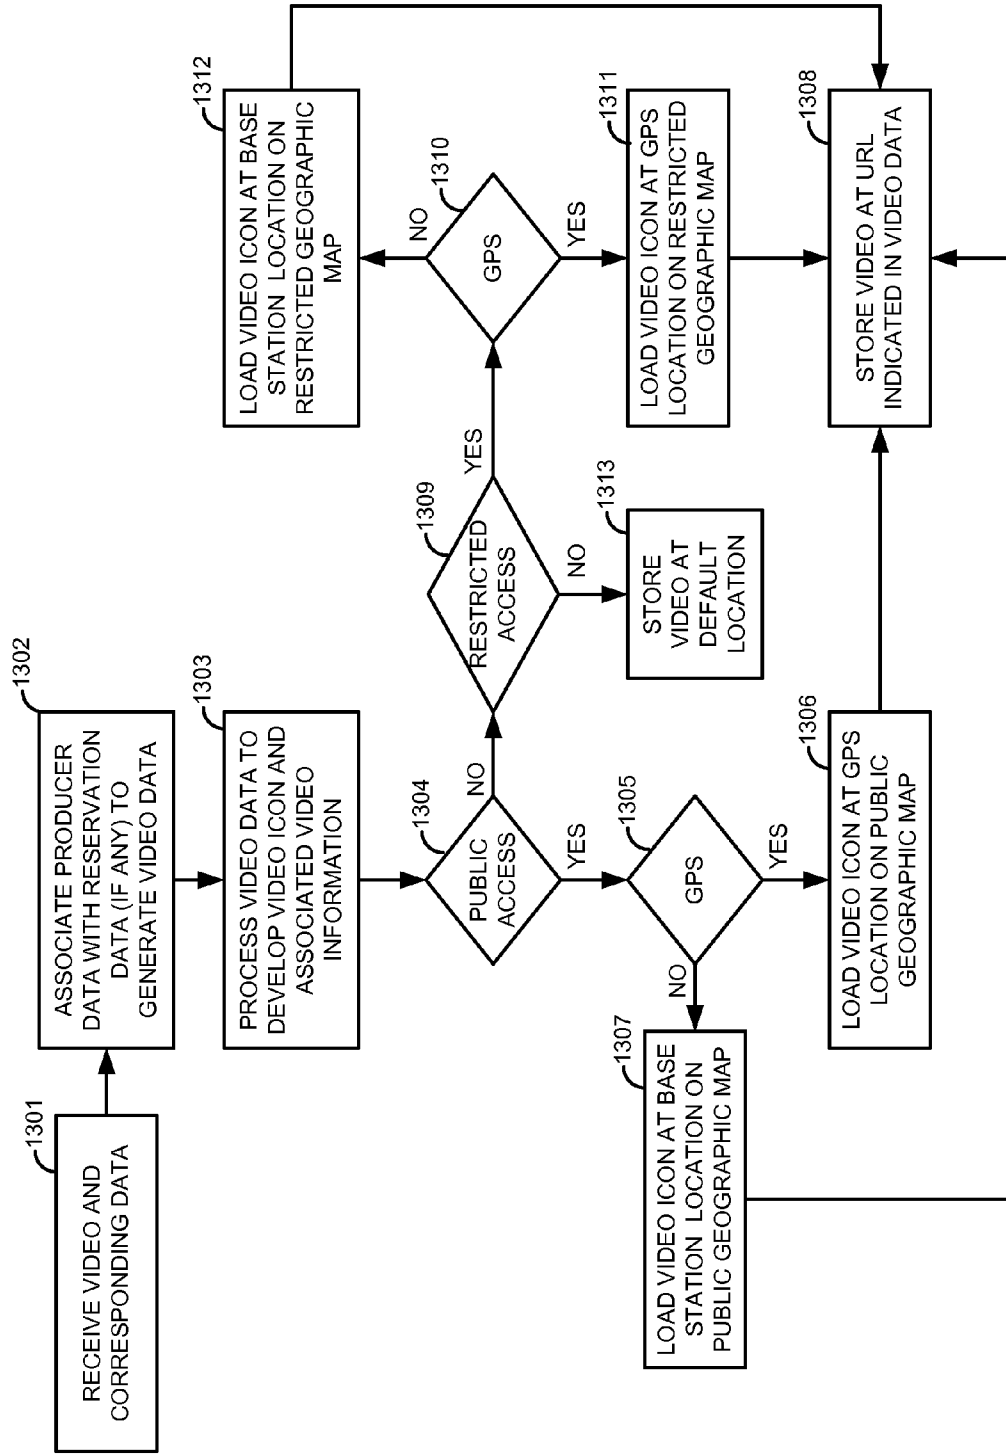 1301
RECEIVE VIDEO AND
CORRESPONDING DATA
1302
ASSOCIATE PRODUCER
DATA WITH RESERVATION
DATA (IF ANY) TO
GENERATE VIDEO DATA
1303
PROCESS VIDEO DATA TO
DEVELOP VIDEO ICON AND
ASSOCIATED VIDEO
INFORMATION
1304
PUBLIC
ACCESS
NO
YES
1305
GPS
NO
YES
1306
LOAD VIDEO ICON AT GPS
LOCATION ON PUBLIC
GEOGRAPHIC MAP
1307
LOAD VIDEO ICON AT BASE
STATION LOCATION ON
PUBLIC GEOGRAPHIC MAP
1308
STORE VIDEO AT URL
INDICATED IN VIDEO DATA
1309
RESTRICTED
ACCESS
YES
NO
1310
GPS
NO
YES
1311
LOAD VIDEO ICON AT GPS
LOCATION ON RESTRICTED
GEOGRAPHIC MAP
1312
LOAD VIDEO ICON AT BASE
STATION LOCATION ON
RESTRICTED GEOGRAPHIC
MAP
1313
STORE
VIDEO AT
DEFAULT
LOCATION